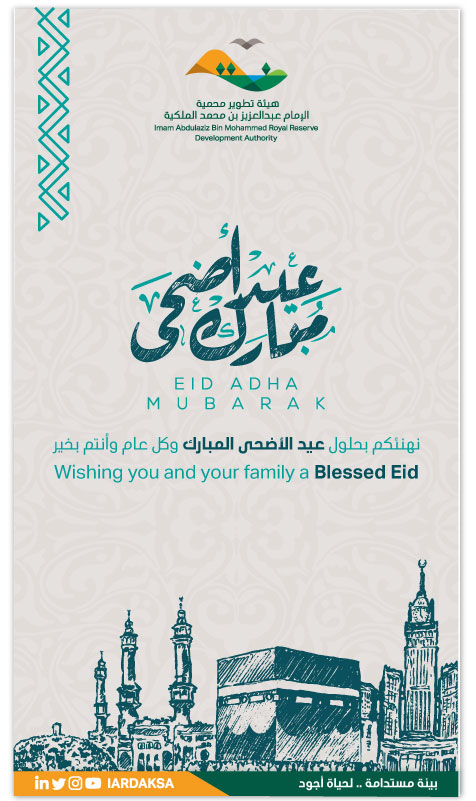 هيئة تطوير محمية
الإمام عبدالعزيز بن محمد الملكية
Imam Abdulaziz Bin Mohammed Royal Reserve
Development Authority
عيد أضحى
مبارك
EID ADHA
MUBARAK
نهنئكم بحلول عيد الأضحى المبارك وكل عام وأنتم بخير
Wishing you and your family a Blessed Eid
IARDAKSA
بيئة مستدامة .. لحياة أجود